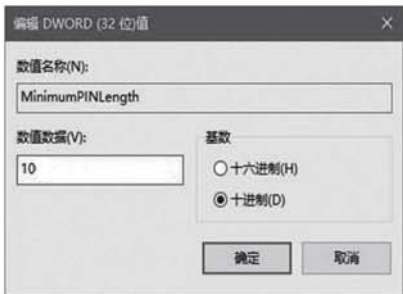 编辑 DWORD (32 位)值
数值名称(N):
MinimumPINLength
数值数据(V):
10
基数
十六进制(H)
十进制(D)
确定
取消